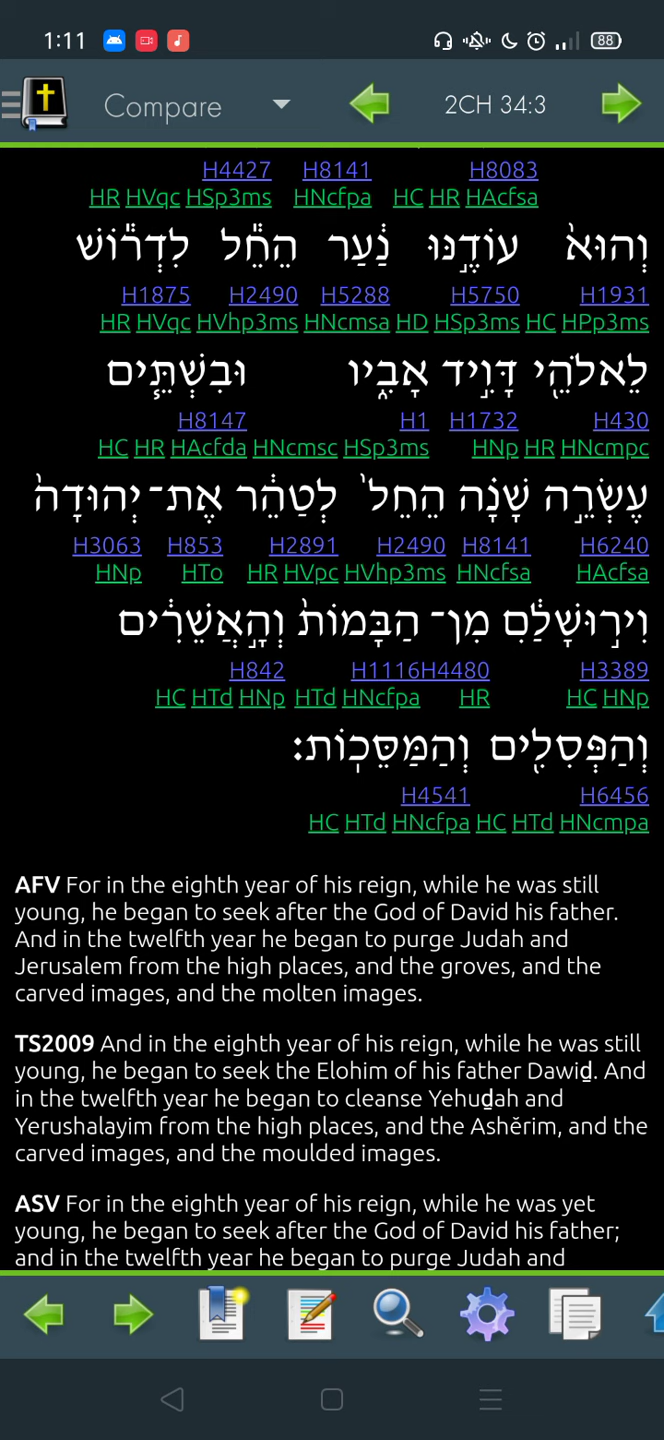 1:11 88
Compare 2CH 34:3
H4427 H8141 H8083
HR HVqc HSp3ms HNcfpa HC HR HAcfsa
וְהוּא֙ עוֹדֶ֣נּוּ נַ֔עַר הֵחֵ֕ל לִדְר֕וֹשׁ
H1875 H2490 H5288 H5750 H1931
HR HVqc HVhp3ms HNcmsa HD HSp3ms HC HPp3ms
לֵאלֹהֵ֖י דָּוִ֣יד אָבִ֑יו וּבִשְׁתֵּ֧ים
H8147 H1 H1732 H430
HC HR HAcfda HNcmsc HSp3ms HNp HR HNcmpc
עֶשְׂרֵ֣ה שָׁנָ֗ה הֵחֵל֙ לְטַהֵ֔ר אֶת־ יְהוּדָה֙
H3063 H853 H2891 H2490 H8141 H6240
HNp HTo HR HVpc HVhp3ms HNcfsa HAcfsa
וִיר֣וּשָׁלִַ֔ם מִן־ הַבָּמוֹת֙ וְהָ֣אֲשֵׁרִ֔ים
H842 H1116H4480 H3389
HC HTd HNp HTd HNcfpa HR HC HNp
וְהַפְּסִלִ֖ים וְהַמַּסֵּכֽוֹת׃
H4541 H6456
HC HTd HNcfpa HC HTd HNcmpa
AFV For in the eighth year of his reign, while he was still
young, he began to seek after the God of David his father.
And in the twelfth year he began to purge Judah and
Jerusalem from the high places, and the groves, and the
carved images, and the molten images.
TS2009 And in the eighth year of his reign, while he was still
young, he began to seek the Elohim of his father Dawiḏ. And
in the twelfth year he began to cleanse Yehuḏah and
Yerushalayim from the high places, and the Ashĕrim, and the
carved images, and the moulded images.
ASV For in the eighth year of his reign, while he was yet
young, he began to seek after the God of David his father;
and in the twelfth year he began to purge Judah and